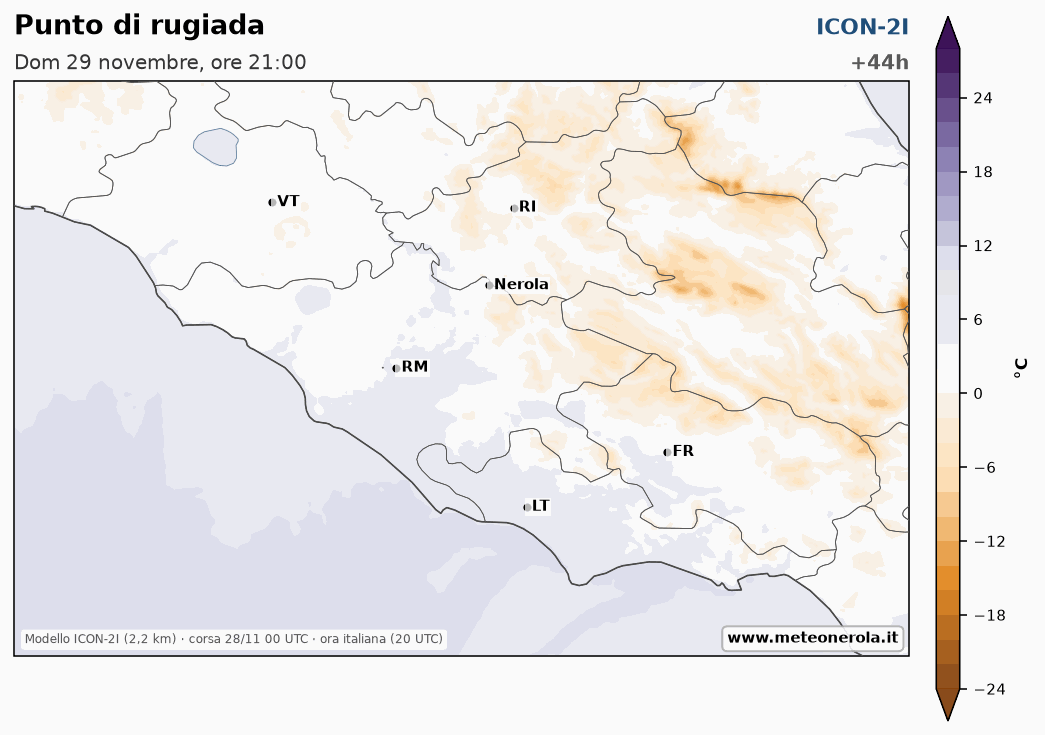 Punto di rugiada
ICON-2I
Dom 29 novembre, ore 21:00
+44h
VT
RI
Nerola
RM
FR
LT
Modello ICON-2I (2,2 km) · corsa 28/11 00 UTC · ora italiana (20 UTC)
www.meteonerola.it
24
18
12
6
0
−6
−12
−18
−24
°C